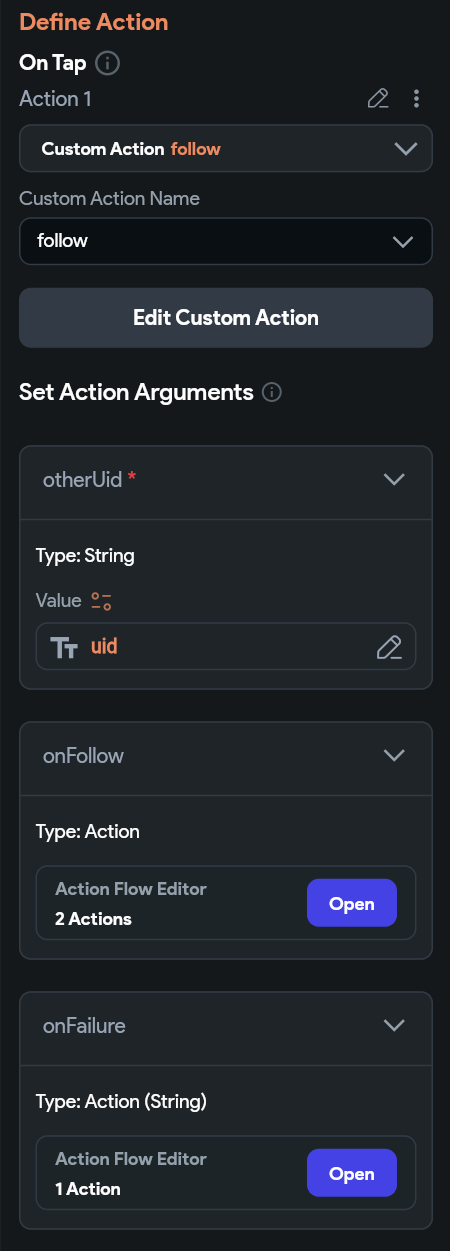 Define Action
On Tap
Action 1
Custom Action follow
Custom Action Name
follow
Edit Custom Action
Set Action Arguments
otherUid *
Type: String
Value
Tт uid
onFollow
Type: Action
Action Flow Editor
2 Actions
Open
onFailure
Type: Action (String)
Action Flow Editor
1 Action
Open